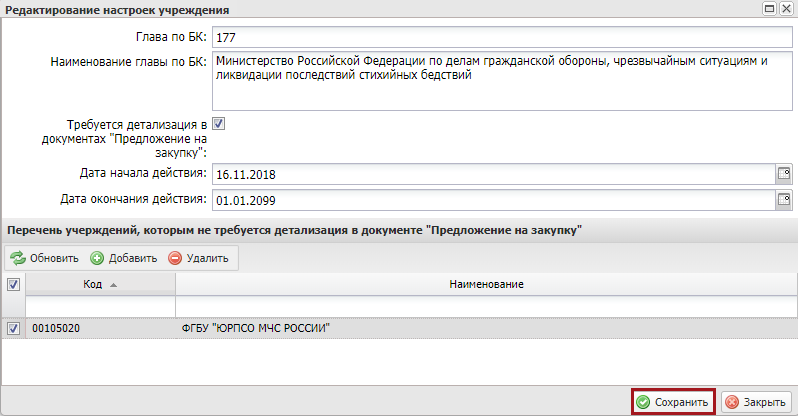 Редактирование настроек учреждения
Глава по БК: 177
Наименование главы по БК: Министерство Российской Федерации по делам гражданской обороны, чрезвычайным ситуациям и
ликвидации последствий стихийных бедствий
Требуется детализация в
документах "Предложение на
закупку":
Дата начала действия: 16.11.2018
Дата окончания действия: 01.01.2099
Перечень учерждений, которым не требуется детализация в документе "Предложение на закупку"
Обновить Добавить Удалить
Код Наименование
00105020 ФГБУ "ЮРПСО МЧС РОССИИ"
Сохранить Закрыть